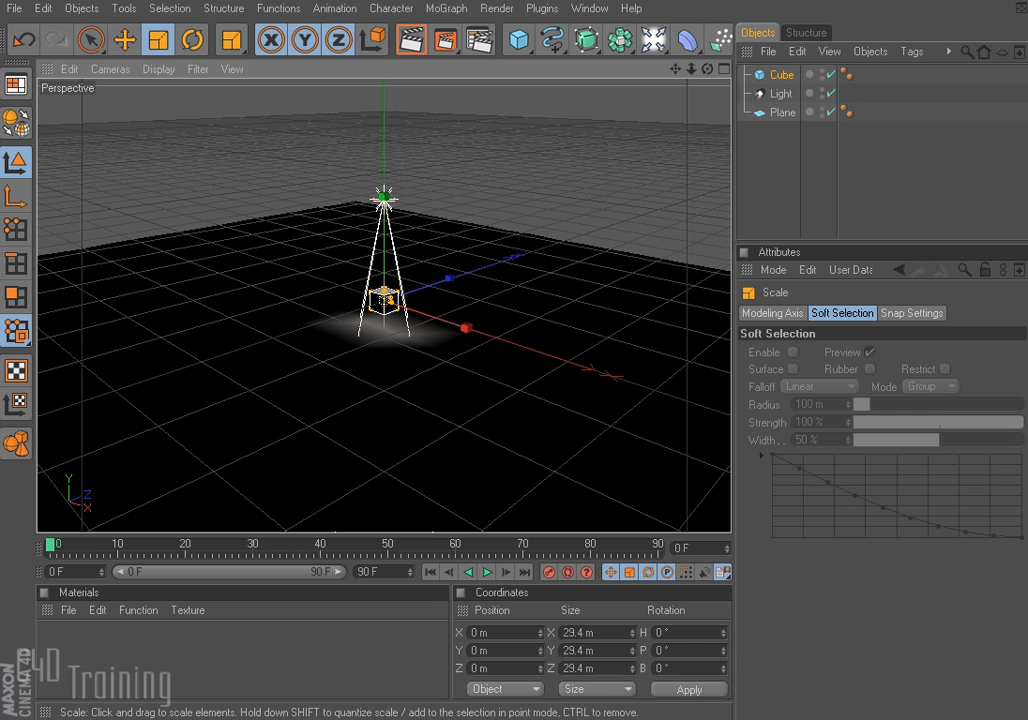 File Edit Objects Tools Selection Structure Functions Animation Character MoGraph Render Plugins Window Help
X Y Z
Edit Cameras Display Filter View
Perspective
Y
Z
X
0 10 20 30 40 50 60 70 80 90 0 F
0 F 0 F 90 F 90 F
Materials
File Edit Function Texture
Coordinates
Position Size Rotation
X 0 m X 29.4 m H 0 °
Y 0 m Y 29.4 m P 0 °
Z 0 m Z 29.4 m B 0 °
Object Size Apply
Objects Structure
File Edit View Objects Tags
Cube
Light
Plane
Attributes
Mode Edit User Data
Scale
Modeling Axis Soft Selection Snap Settings
Soft Selection
Enable Preview
Surface Rubber Restrict
Falloff Linear Mode Group
Radius 100 m
Strength 100 %
Width . . 50 %
MAXON
CINEMA 4D
4D Training
Scale: Click and drag to scale elements. Hold down SHIFT to quantize scale / add to the selection in point mode, CTRL to remove.